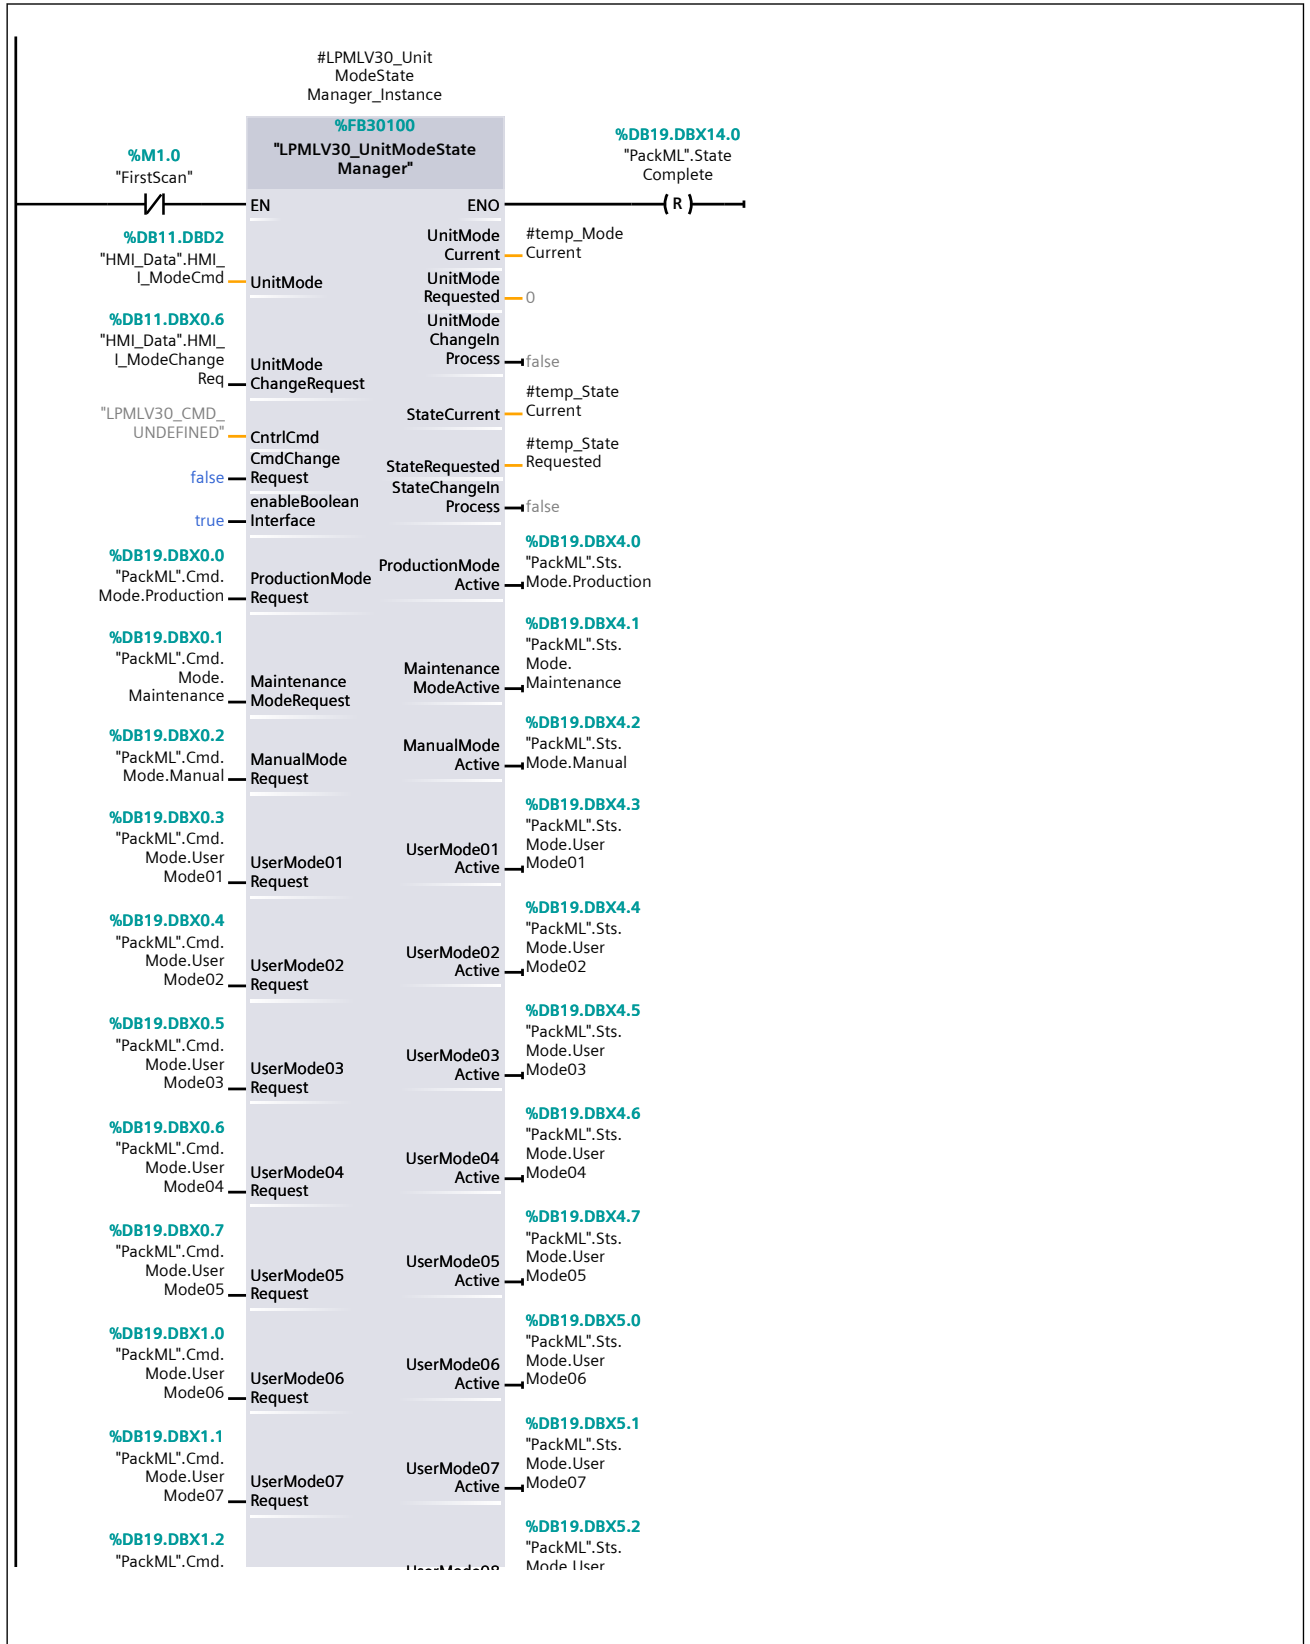 #LPMLV30_Unit
ModeState
Manager_Instance
%FB30100
"LPMLV30_UnitModeState
Manager"
%M1.0
"FirstScan"
EN
ENO
%DB19.DBX14.0
"PackML".State
Complete
R
%DB11.DBD2
"HMI_Data".HMI_
I_ModeCmd
UnitMode
UnitMode
Current
#temp_Mode
Current
UnitMode
Requested
0
%DB11.DBX0.6
"HMI_Data".HMI_
I_ModeChange
Req
UnitMode
ChangeRequest
UnitMode
ChangeIn
Process
false
"LPMLV30_CMD_
UNDEFINED"
CntrlCmd
StateCurrent
#temp_State
Current
false
CmdChange
Request
StateRequested
#temp_State
Requested
true
enableBoolean
Interface
StateChangeIn
Process
false
%DB19.DBX0.0
"PackML".Cmd.
Mode.Production
ProductionMode
Request
ProductionMode
Active
%DB19.DBX4.0
"PackML".Sts.
Mode.Production
%DB19.DBX0.1
"PackML".Cmd.
Mode.
Maintenance
Maintenance
ModeRequest
Maintenance
ModeActive
%DB19.DBX4.1
"PackML".Sts.
Mode.
Maintenance
%DB19.DBX0.2
"PackML".Cmd.
Mode.Manual
ManualMode
Request
ManualMode
Active
%DB19.DBX4.2
"PackML".Sts.
Mode.Manual
%DB19.DBX0.3
"PackML".Cmd.
Mode.User
Mode01
UserMode01
Request
UserMode01
Active
%DB19.DBX4.3
"PackML".Sts.
Mode.User
Mode01
%DB19.DBX0.4
"PackML".Cmd.
Mode.User
Mode02
UserMode02
Request
UserMode02
Active
%DB19.DBX4.4
"PackML".Sts.
Mode.User
Mode02
%DB19.DBX0.5
"PackML".Cmd.
Mode.User
Mode03
UserMode03
Request
UserMode03
Active
%DB19.DBX4.5
"PackML".Sts.
Mode.User
Mode03
%DB19.DBX0.6
"PackML".Cmd.
Mode.User
Mode04
UserMode04
Request
UserMode04
Active
%DB19.DBX4.6
"PackML".Sts.
Mode.User
Mode04
%DB19.DBX0.7
"PackML".Cmd.
Mode.User
Mode05
UserMode05
Request
UserMode05
Active
%DB19.DBX4.7
"PackML".Sts.
Mode.User
Mode05
%DB19.DBX1.0
"PackML".Cmd.
Mode.User
Mode06
UserMode06
Request
UserMode06
Active
%DB19.DBX5.0
"PackML".Sts.
Mode.User
Mode06
%DB19.DBX1.1
"PackML".Cmd.
Mode.User
Mode07
UserMode07
Request
UserMode07
Active
%DB19.DBX5.1
"PackML".Sts.
Mode.User
Mode07
%DB19.DBX1.2
"PackML".Cmd.
UserMode08
%DB19.DBX5.2
"PackML".Sts.
Mode.User